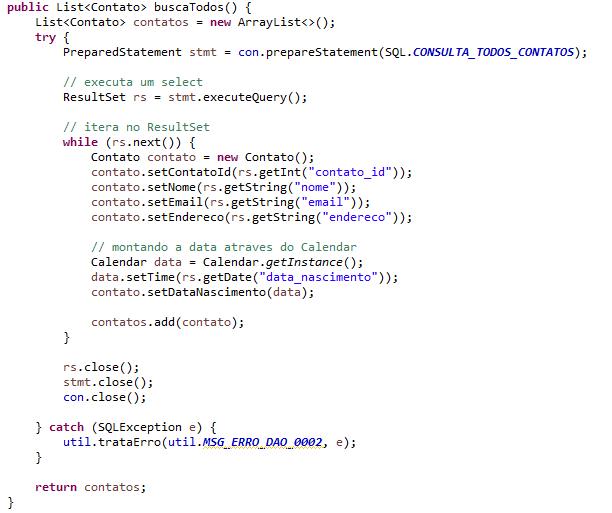 public List<Contato> buscaTodos() {
    List<Contato> contatos = new ArrayList<>();
    try {
        PreparedStatement stmt = con.prepareStatement(SQL.CONSULTA_TODOS_CONTATOS);

        // executa um select
        ResultSet rs = stmt.executeQuery();

        // itera no ResultSet
        while (rs.next()) {
            Contato contato = new Contato();
            contato.setContatoId(rs.getInt("contato_id"));
            contato.setNome(rs.getString("nome"));
            contato.setEmail(rs.getString("email"));
            contato.setEndereco(rs.getString("endereco"));

            // montando a data atraves do Calendar
            Calendar data = Calendar.getInstance();
            data.setTime(rs.getDate("data_nascimento"));
            contato.setDataNascimento(data);

            contatos.add(contato);
        }

        rs.close();
        stmt.close();
        con.close();

    } catch (SQLException e) {
        util.trataErro(util.MSG_ERRO_DAO_0002, e);
    }

    return contatos;
}